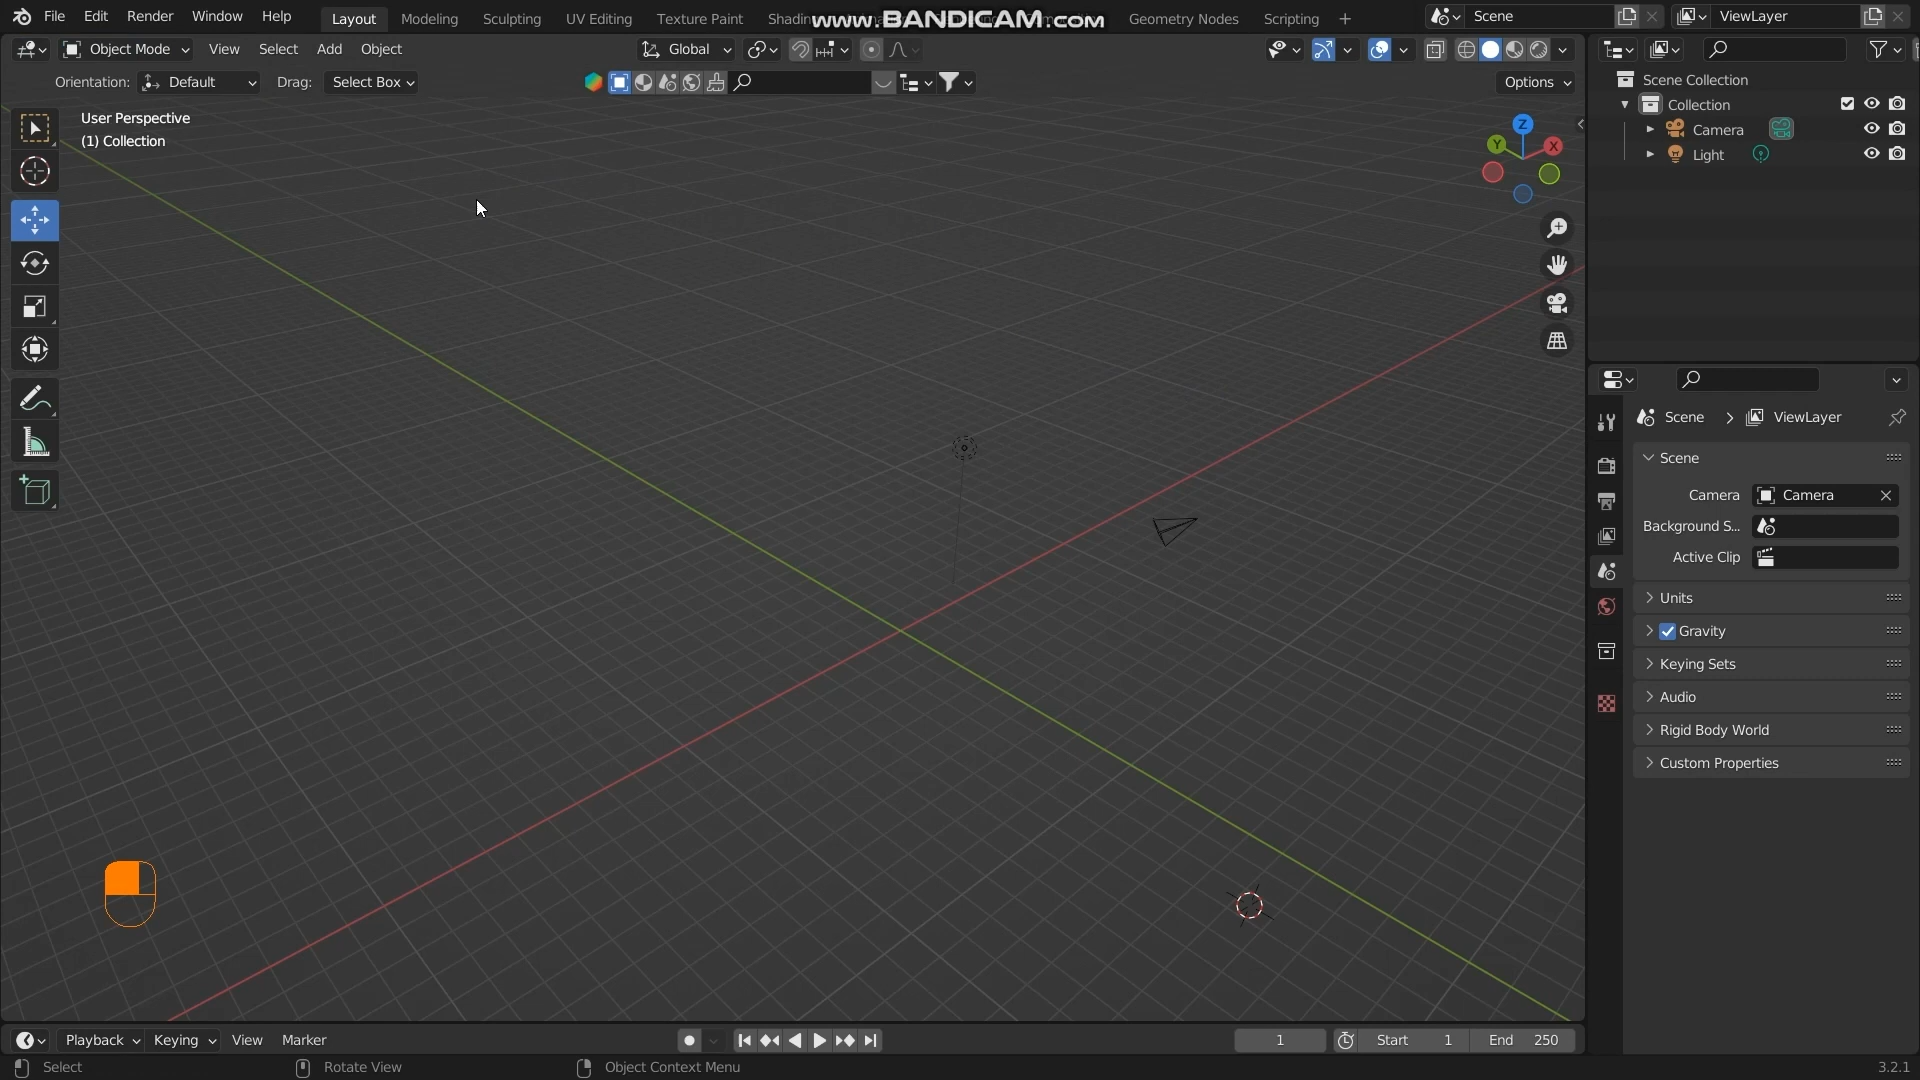 File Edit Render Window Help Layout Modeling Sculpting UV Editing Texture Paint Geometry Nodes Scripting
www.BANDICAM.com
Scene ViewLayer
Object Mode View Select Add Object Global
Orientation: Default Drag: Select Box Options
User Perspective
(1) Collection
Z
Y
X
Scene Collection
Collection
Camera
Light
Scene ViewLayer
Scene
Camera Camera
Background S...
Active Clip
Units
Gravity
Keying Sets
Audio
Rigid Body World
Custom Properties
Playback Keying View Marker 1 Start 1 End 250
Select Rotate View Object Context Menu 3.2.1